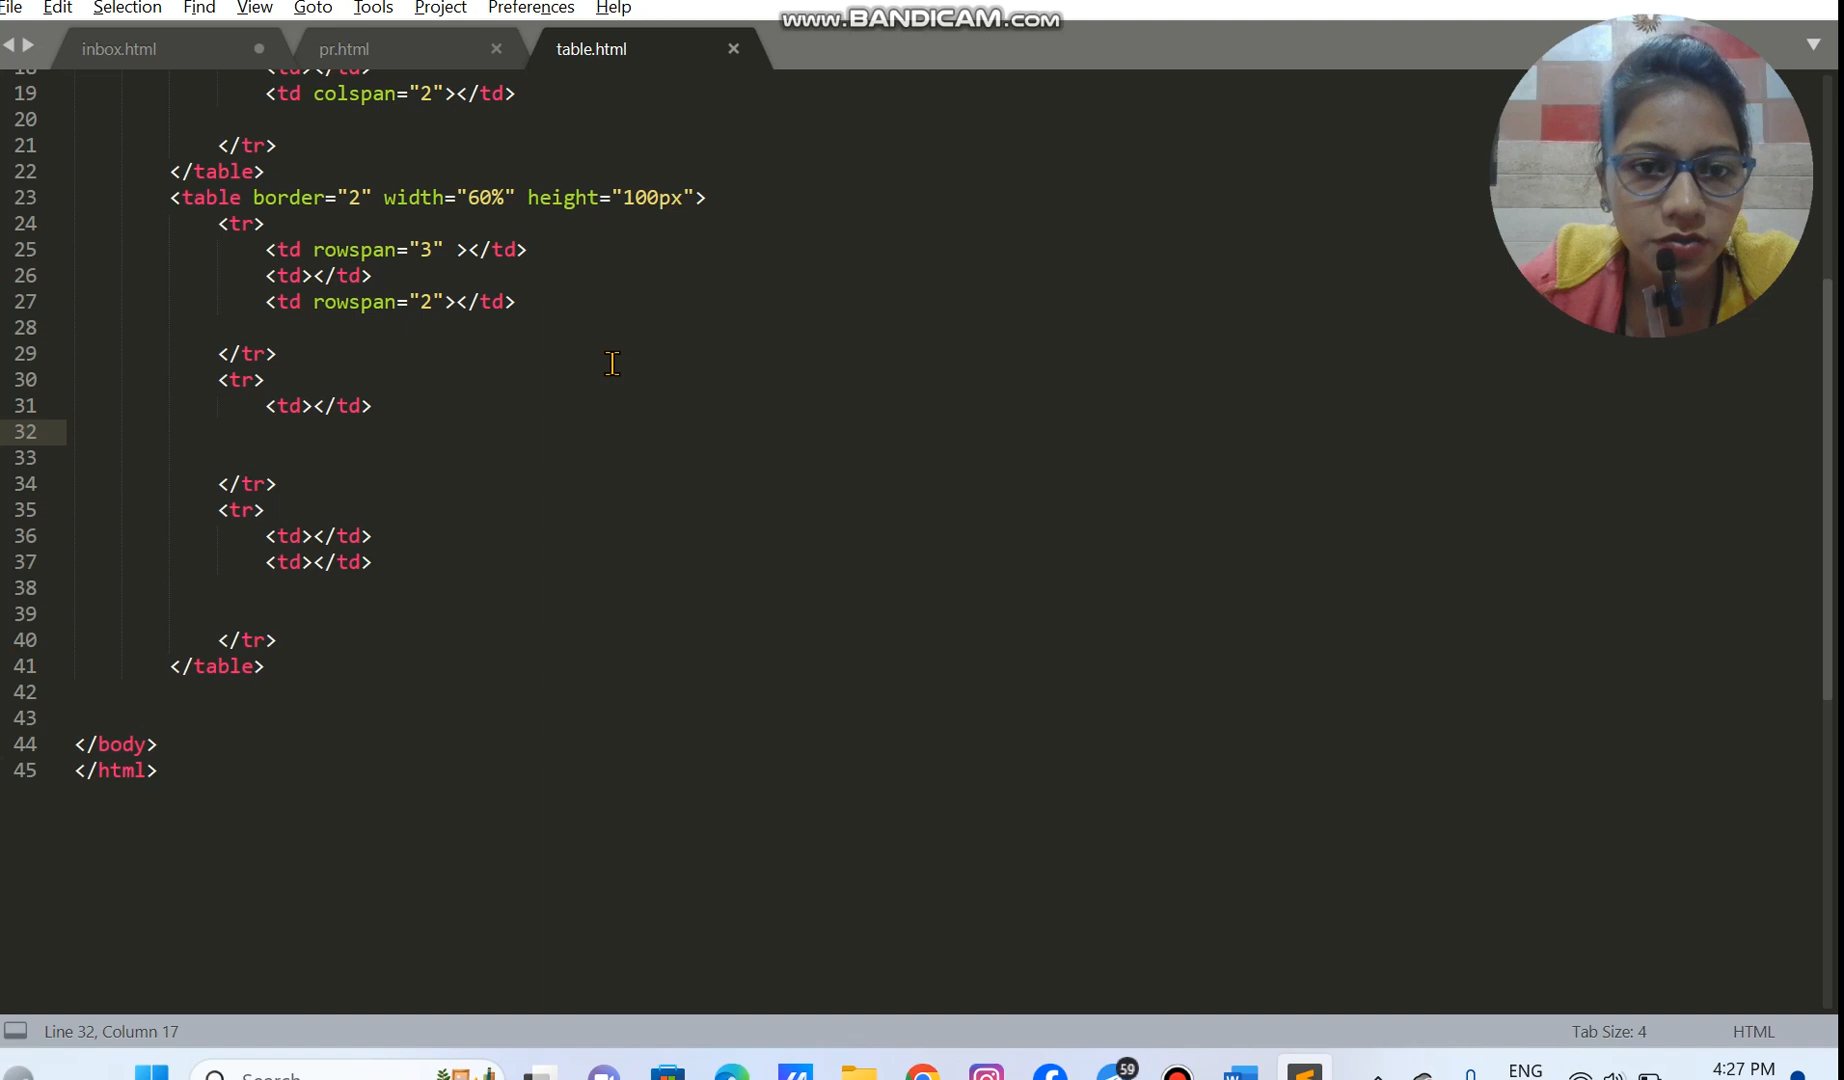 File Edit Selection Find View Goto Tools Project Preferences Help
www.BANDICAM.com
inbox.html pr.html table.html
18 <td></td>
19 <td colspan="2"></td>
20
21 </tr>
22 </table>
23 <table border="2" width="60%" height="100px">
24 <tr>
25 <td rowspan="3" ></td>
26 <td></td>
27 <td rowspan="2"></td>
28
29 </tr>
30 <tr>
31 <td></td>
32
33
34 </tr>
35 <tr>
36 <td></td>
37 <td></td>
38
39
40 </tr>
41 </table>
42
43
44 </body>
45 </html>
Line 32, Column 17 Tab Size: 4 HTML
Search 59 ENG 4:27 PM